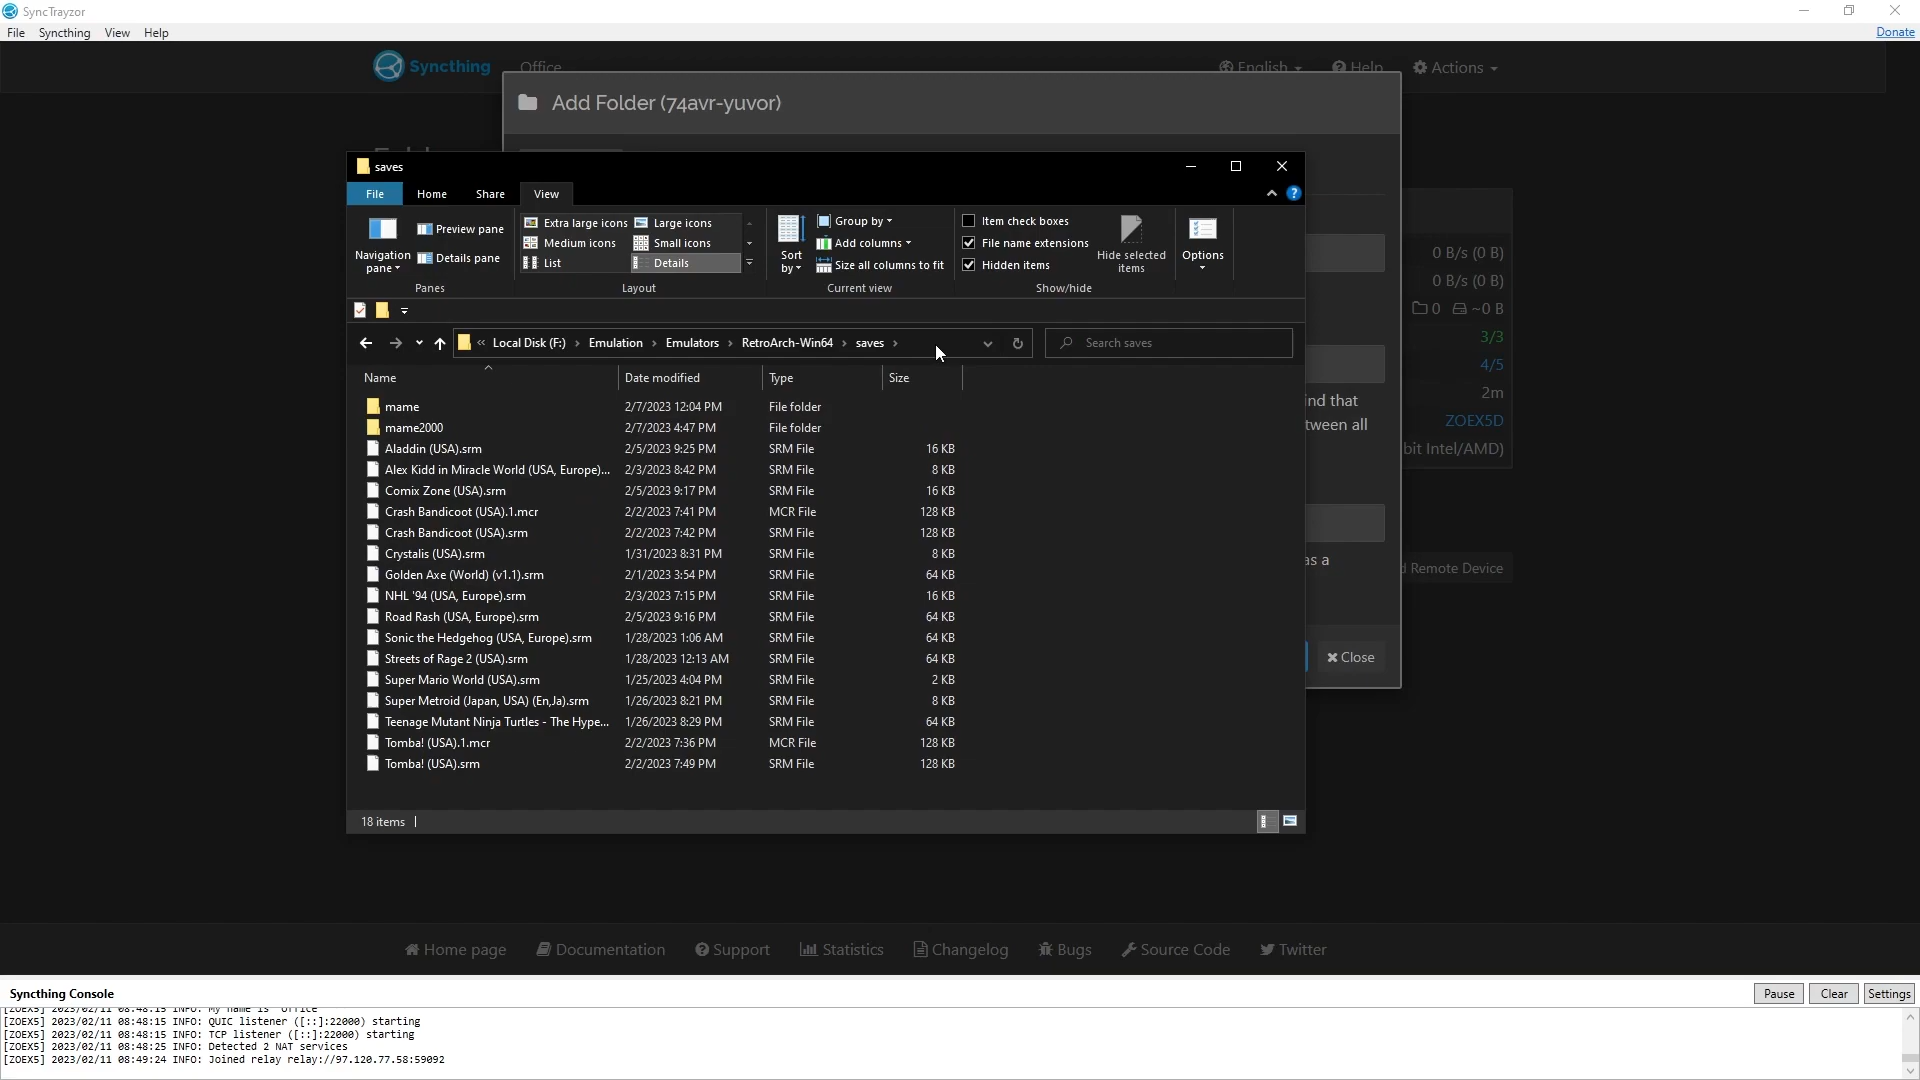 SyncTrayzor
File Syncthing View Help
Donate
Syncthing Office English Help Actions
Add Folder (74avr-yuvor)
saves
File Home Share View
Navigation pane
Preview pane
Details pane
Panes
Extra large icons Large icons
Medium icons Small icons
List Details
Layout
Sort by
Group by
Add columns
Size all columns to fit
Current view
Item check boxes
File name extensions
Hidden items
Hide selected items
Show/hide
Options
« Local Disk (F:) › Emulation › Emulators › RetroArch-Win64 › saves ›
Search saves
Name Date modified Type Size
mame 2/7/2023 12:04 PM File folder
mame2000 2/7/2023 4:47 PM File folder
Aladdin (USA).srm 2/5/2023 9:25 PM SRM File 16 KB
Alex Kidd in Miracle World (USA, Europe)... 2/3/2023 8:42 PM SRM File 8 KB
Comix Zone (USA).srm 2/5/2023 9:17 PM SRM File 16 KB
Crash Bandicoot (USA).1.mcr 2/2/2023 7:41 PM MCR File 128 KB
Crash Bandicoot (USA).srm 2/2/2023 7:42 PM SRM File 128 KB
Crystalis (USA).srm 1/31/2023 8:31 PM SRM File 8 KB
Golden Axe (World) (v1.1).srm 2/1/2023 3:54 PM SRM File 64 KB
NHL '94 (USA, Europe).srm 2/3/2023 7:15 PM SRM File 16 KB
Road Rash (USA, Europe).srm 2/5/2023 9:16 PM SRM File 64 KB
Sonic the Hedgehog (USA, Europe).srm 1/28/2023 1:06 AM SRM File 64 KB
Streets of Rage 2 (USA).srm 1/28/2023 12:13 AM SRM File 64 KB
Super Mario World (USA).srm 1/25/2023 4:04 PM SRM File 2 KB
Super Metroid (Japan, USA) (En,Ja).srm 1/26/2023 8:21 PM SRM File 8 KB
Teenage Mutant Ninja Turtles - The Hype... 1/26/2023 8:29 PM SRM File 64 KB
Tomba! (USA).1.mcr 2/2/2023 7:36 PM MCR File 128 KB
Tomba! (USA).srm 2/2/2023 7:49 PM SRM File 128 KB
18 items
0 B/s (0 B)
0 B/s (0 B)
0 ~0 B
3/3
4/5
2m
ZOEX5D
bit Intel/AMD)
ind that
tween all
as a
d Remote Device
Close
Home page Documentation Support Statistics Changelog Bugs Source Code Twitter
Syncthing Console
Pause Clear Settings
[ZOEX5] 2023/02/11 08:48:15 INFO: My name is "Office"
[ZOEX5] 2023/02/11 08:48:15 INFO: QUIC listener ([::]:22000) starting
[ZOEX5] 2023/02/11 08:48:15 INFO: TCP listener ([::]:22000) starting
[ZOEX5] 2023/02/11 08:48:25 INFO: Detected 2 NAT services
[ZOEX5] 2023/02/11 08:49:24 INFO: Joined relay relay://97.120.77.58:59092